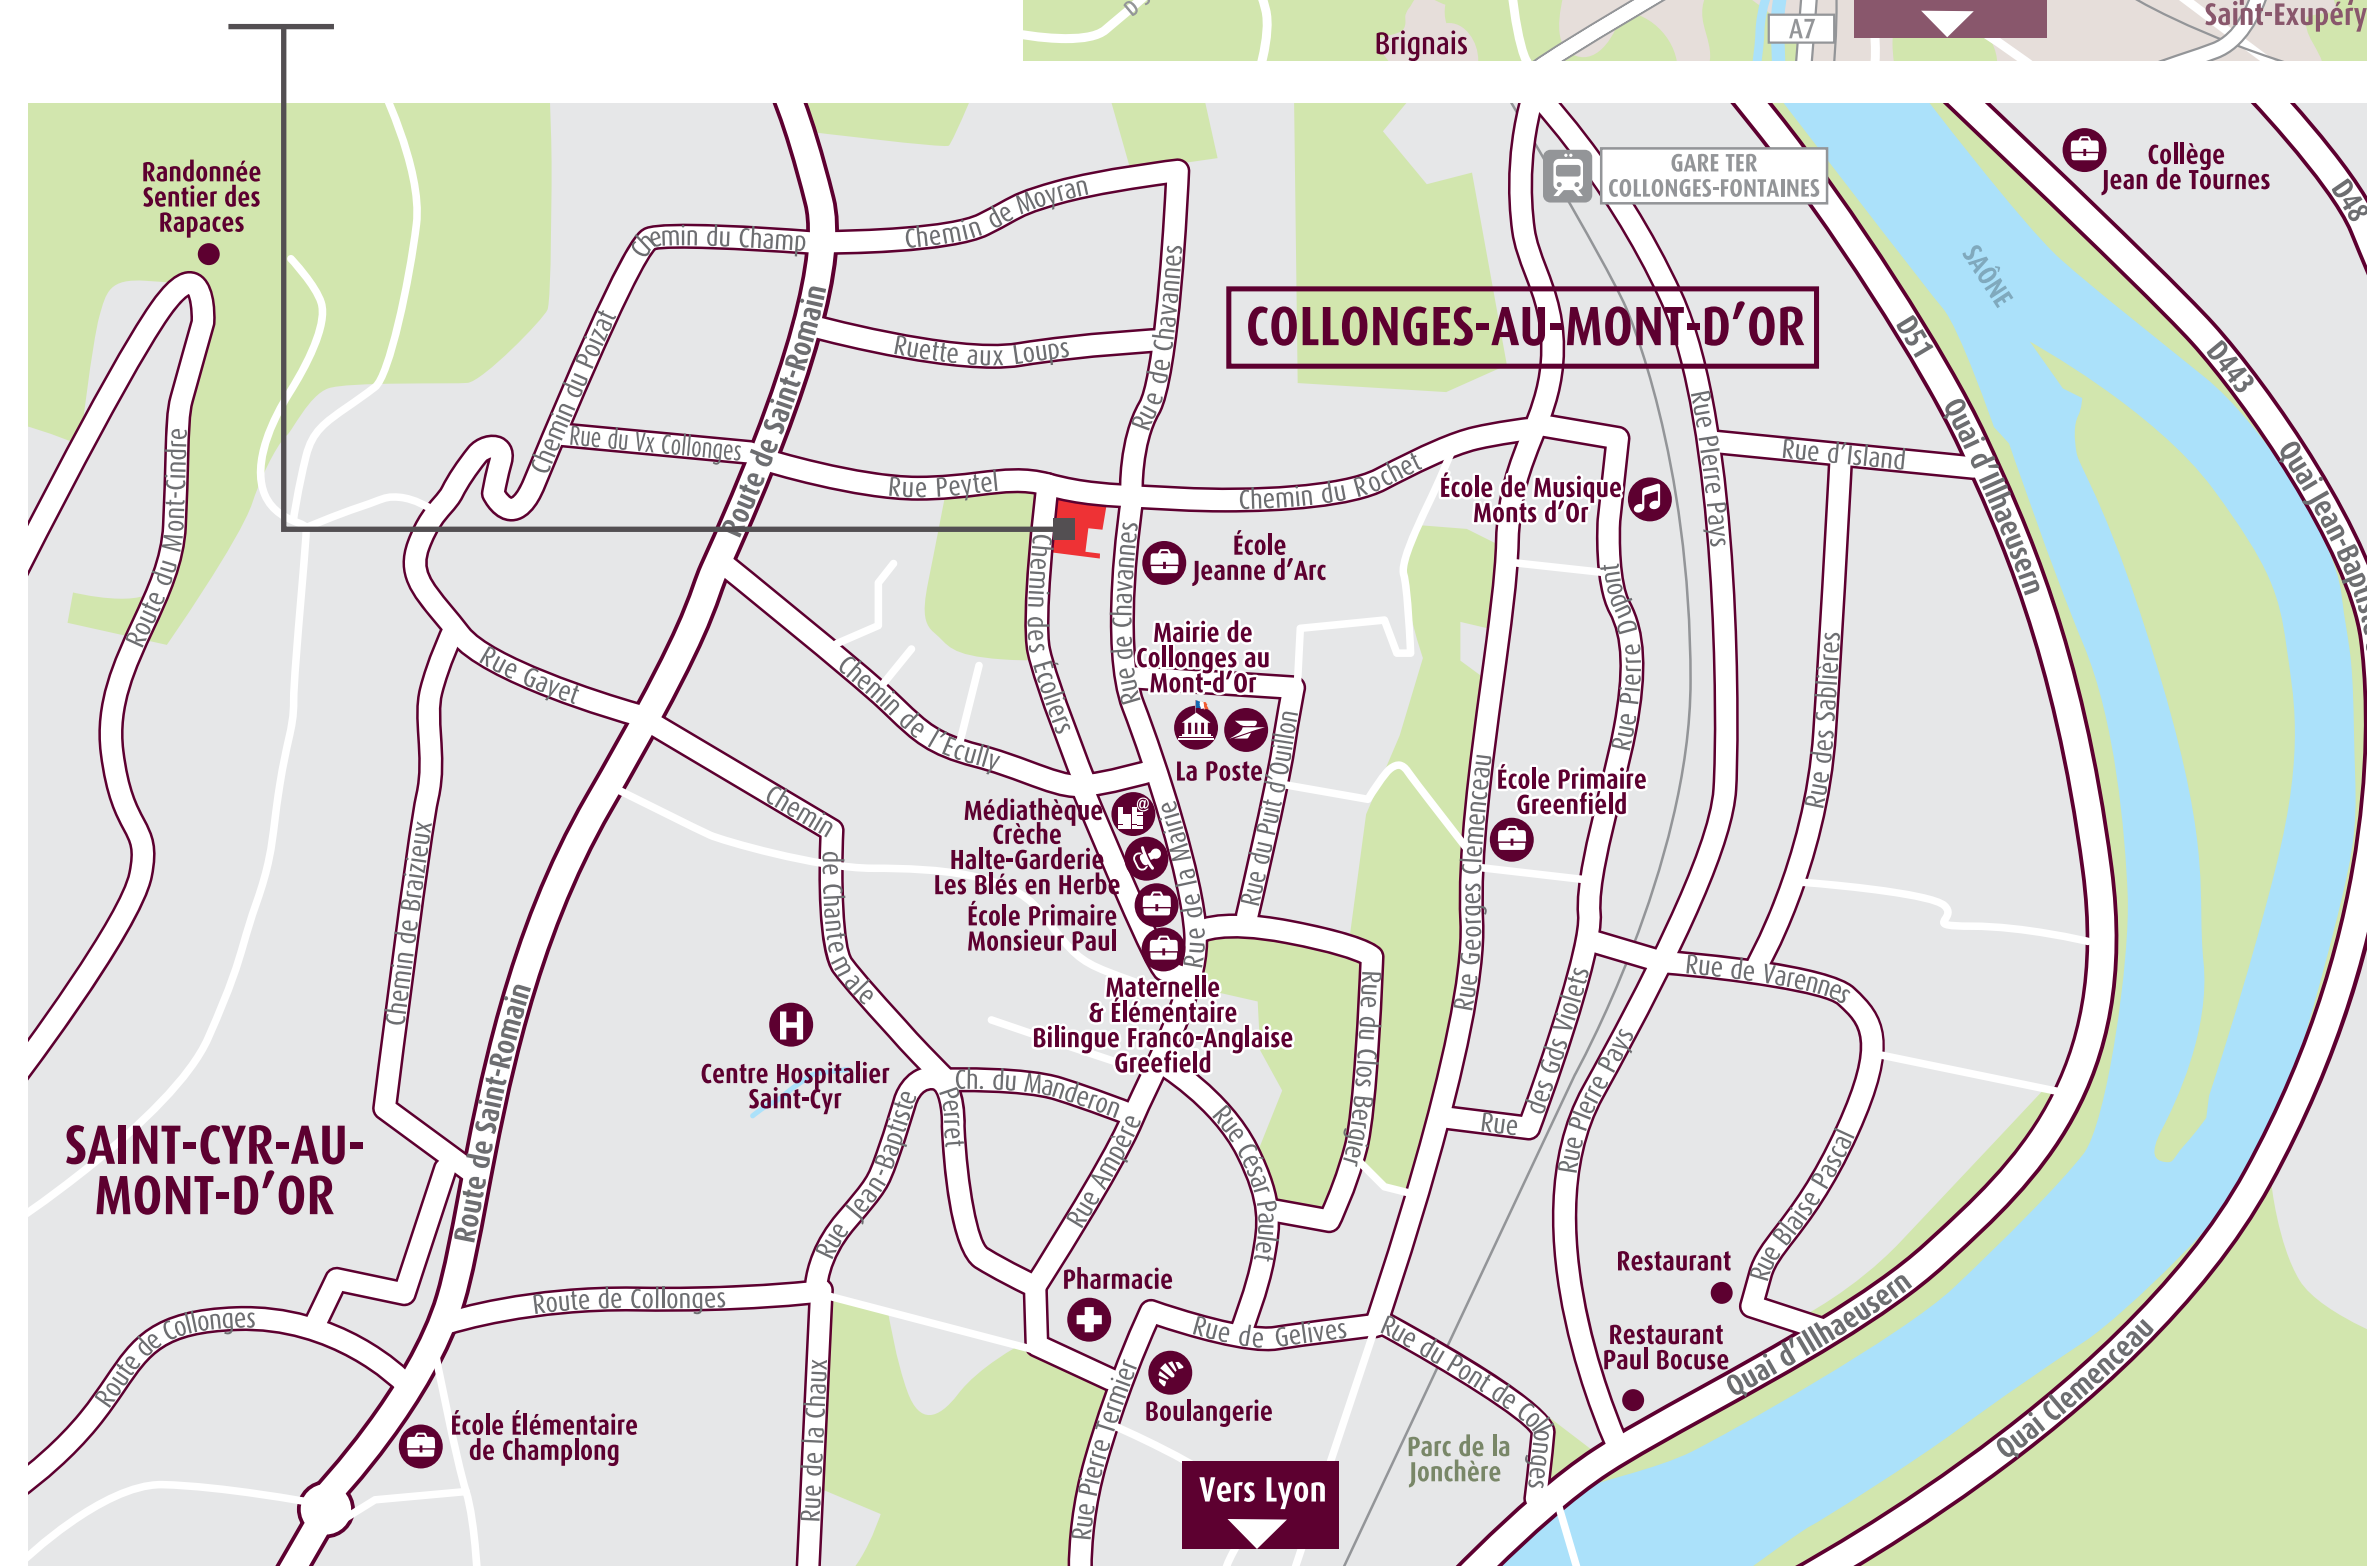 Brignais
A7
Saint-Exupéry
Randonnée
Sentier des
Rapaces
GARE TER
COLLONGES-FONTAINES
Collège
Jean de Tournes
D48
SAÔNE
Chemin du Champ
Chemin de Moyran
Chemin du Poizat
Route de Saint-Romain
Ruette aux Loups
Rue de Chavannes
COLLONGES-AU-MONT-D'OR
D51
D443
Quai d'Illhaeusern
Quai Jean-Baptiste
Rue du Vx Collonges
Rue Peytel
Chemin du Rochet
Rue PIerre Pays
Rue d'Island
École de Musique
Monts d'Or
Route du Mont-Cindre
Chemin des Ecoliers
Rue de Chavannes
École
Jeanne d'Arc
Rue Pierre Dupont
Mairie de
Collonges au
Mont-d'Or
La Poste
Rue Gayet
Chemin de l'Ecully
Rue du Puit d'Ouillon
Rue des Sablières
École Primaire
Greenfield
Chemin
de Chantemale
Médiathèque
Crèche
Halte-Garderie
Les Blés en Herbe
École Primaire
Monsieur Paul
Rue de la Mairie
Rue Georges Clemenceau
Chemin de Braizieux
Rue de Varennes
Maternelle
& Élémentaire
Bilingue Franco-Anglaise
Greefield
Rue du Clos Bergier
Rue
des Gds Violets
Rue PIerre Pays
Centre Hospitalier
Saint-Cyr
Route de Saint-Romain
Ch. du Manderon
Rue Jean-Baptiste
Perret
Rue Ampère
Rue César Paulet
Rue Blaise Pascal
SAINT-CYR-AU-
MONT-D'OR
Restaurant
Restaurant
Paul Bocuse
Pharmacie
Route de Collonges
Route de Collonges
Rue de Gelives
Rue du Pont de Collonges
Quai d'Illhaeusern
Quai Clemenceau
Boulangerie
École Élémentaire
de Champlong
Rue de la Chaux
Rue Pierre Termier
Parc de la
Jonchère
Vers Lyon